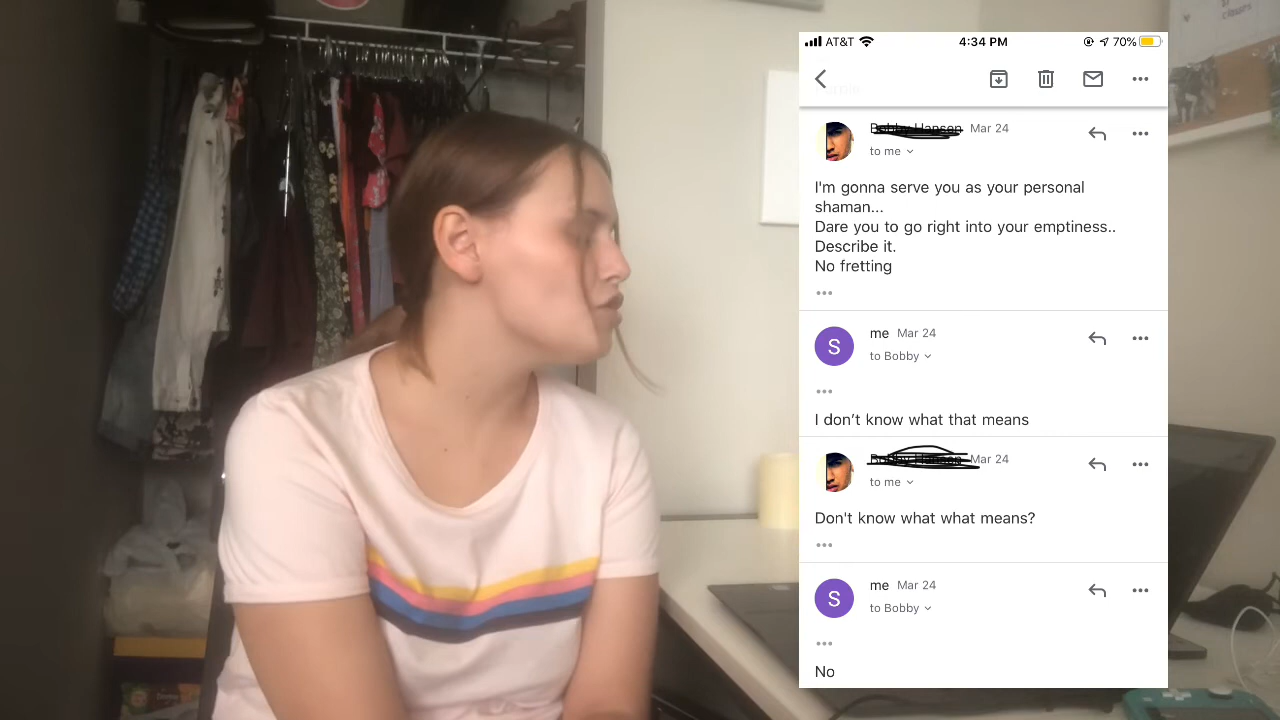 AT&T 4:34 PM 70%
Mar 24
to me
I'm gonna serve you as your personal
shaman...
Dare you to go right into your emptiness..
Describe it.
No fretting
S
me Mar 24
to Bobby
I don't know what that means
Mar 24
to me
Don't know what what means?
S
me Mar 24
to Bobby
No